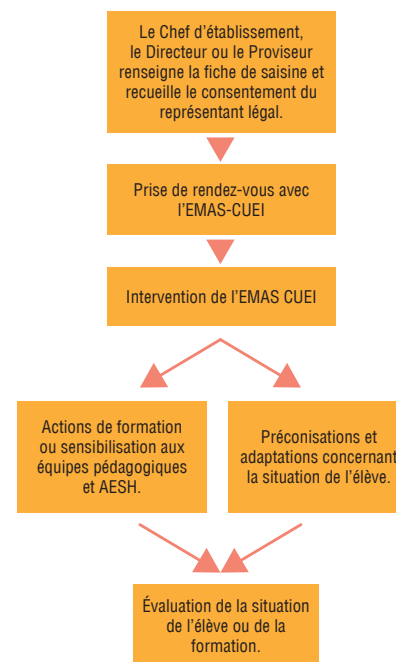 Le Chef d'établissement,
le Directeur ou le Proviseur
renseigne la fiche de saisine et
recueille le consentement du
représentant légal.
Prise de rendez-vous avec
l'EMAS-CUEI
Intervention de l'EMAS CUEI
Actions de formation
ou sensibilisation aux
équipes pédagogiques
et AESH.
Préconisations et
adaptations concernant
la situation de l'élève.
Évaluation de la situation
de l'élève ou de la
formation.